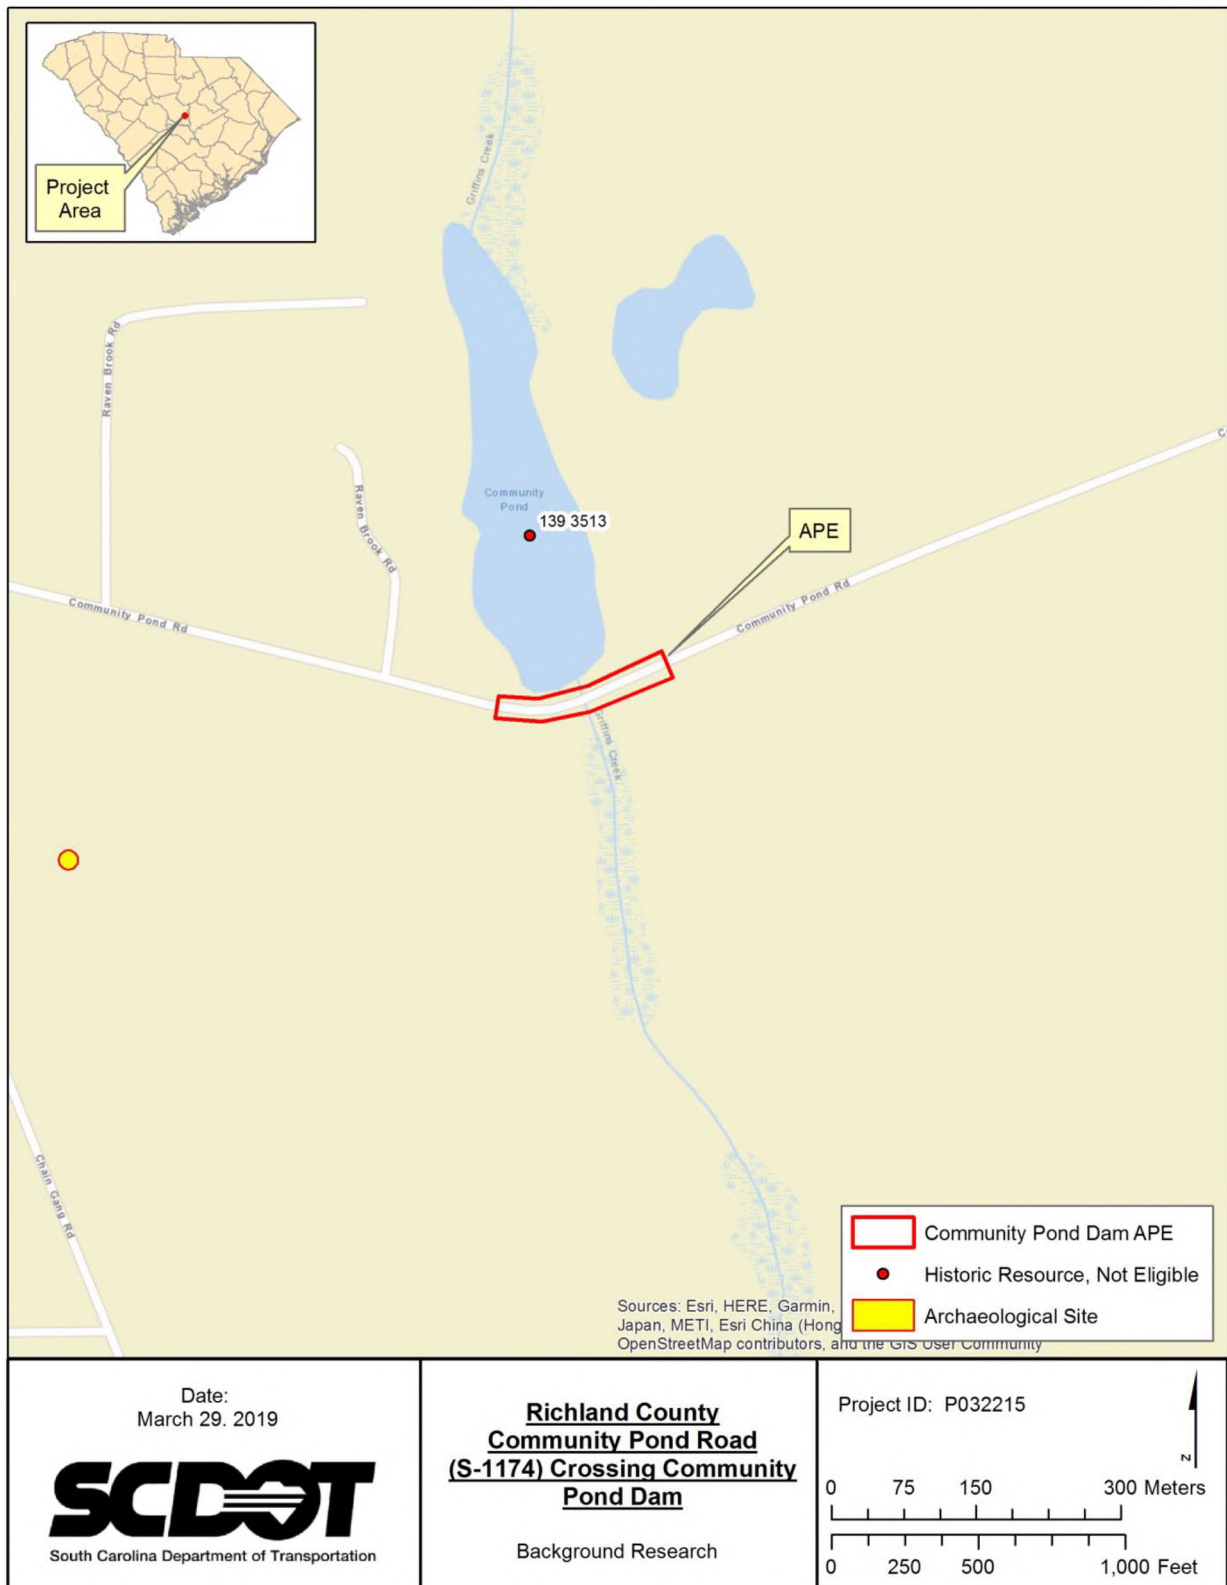 Project
Area
Griffins Creek
Raven Brook Rd
Raven Brook Rd
Community
Pond
139 3513
APE
Community Pond Rd
Community Pond Rd
Griffins Creek
Chain Gang Rd
Community Pond Dam APE
Historic Resource, Not Eligible
Archaeological Site
Sources: Esri, HERE, Garmin,
Japan, METI, Esri China (Hong
OpenStreetMap contributors, and the GIS User Community
Date:
March 29. 2019
SCDOT
South Carolina Department of Transportation
Richland County
Community Pond Road
(S-1174) Crossing Community
Pond Dam
Background Research
Project ID: P032215
N
0 75 150 300 Meters
0 250 500 1,000 Feet